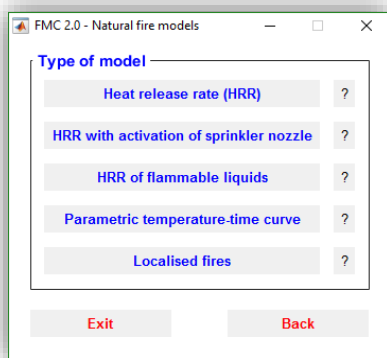 FMC 2.0 - Natural fire models
Type of model
Heat release rate (HRR) ?
HRR with activation of sprinkler nozzle ?
HRR of flammable liquids ?
Parametric temperature-time curve ?
Localised fires ?
Exit Back